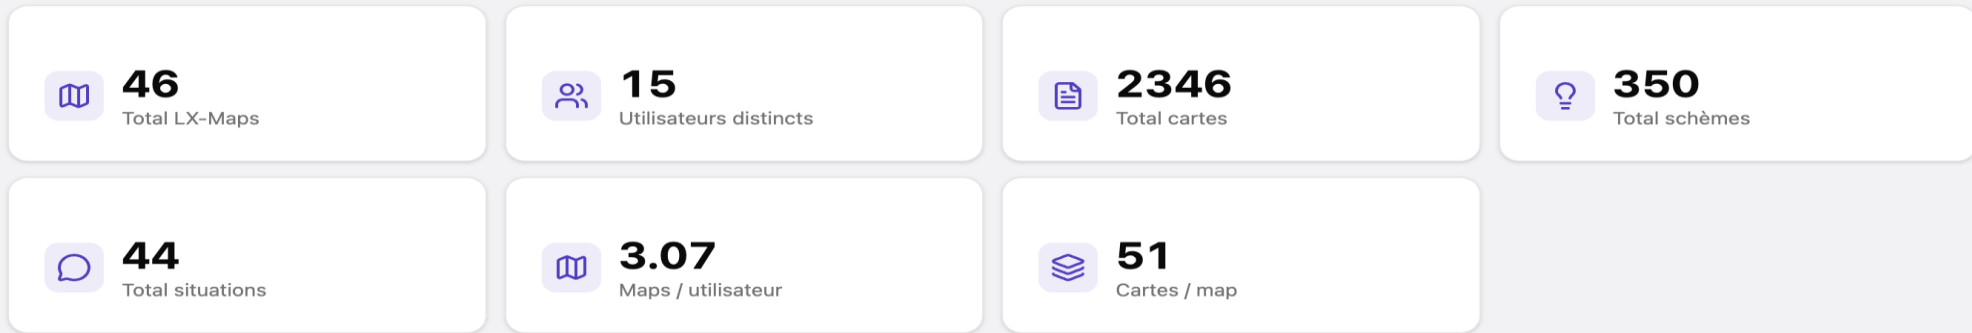 46
Total LX-Maps
15
Utilisateurs distincts
2346
Total cartes
350
Total schèmes
44
Total situations
3.07
Maps / utilisateur
51
Cartes / map